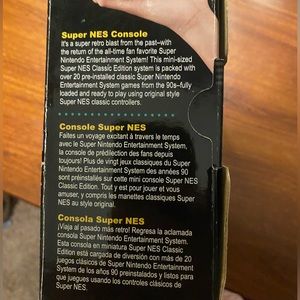 Super NES Console
It's a super retro blast from the past–with
the return of the all-time fan favorite Super
Nintendo Entertainment System! This mini-sized
Super NES Classic Edition system is packed with
over 20 pre-installed classic Super Nintendo
Entertainment System games from the 90s–fully
loaded and ready to play using original style
Super NES classic controllers.
Console Super NES
Faites un voyage excitant à travers le temps
avec le Super Nintendo Entertainment System,
la console de prédilection des fans depuis
toujours! Plus de vingt jeux classiques du Super
Nintendo Entertainment System des années 90
sont préinstallés sur cette mini console Super NES
Classic Edition. Tout y est pour jouer et vous
amuser, y compris les manettes classiques Super
NES au style original.
Consola Super NES
¡Viaja al pasado más retro! Regresa la aclamada
consola Super Nintendo Entertainment System.
Esta consola en miniatura Super NES Classic
Edition está cargada de diversión con más de 20
juegos clásicos de Super Nintendo Entertainment
System de los años 90 preinstalados y listos para
que juegues usando los controles clásicos de
Super NES.